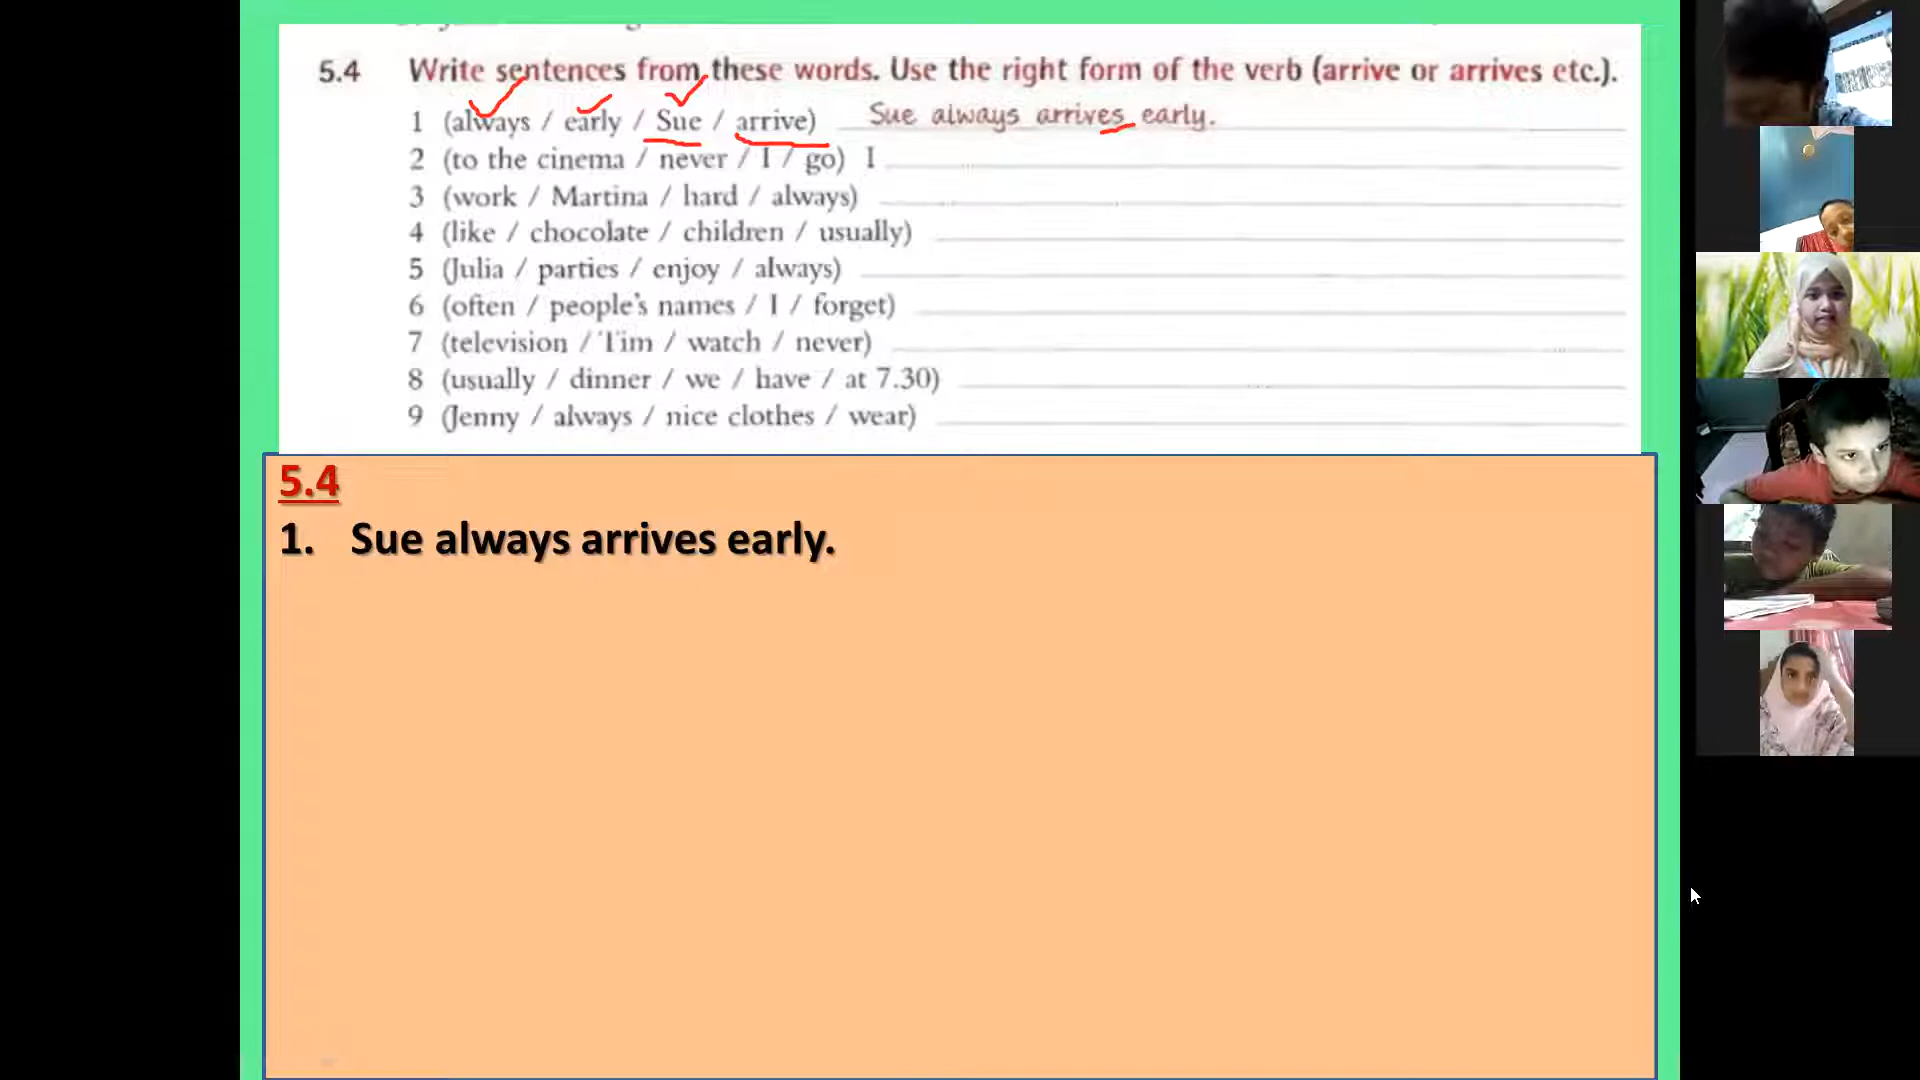 5.4 Write sentences from these words. Use the right form of the verb (arrive or arrives etc.).
1 (always / early / Sue / arrive) Sue always arrives early.
2 (to the cinema / never / I / go) I
3 (work / Martina / hard / always)
4 (like / chocolate / children / usually)
5 (Julia / parties / enjoy / always)
6 (often / people's names / I / forget)
7 (television / Tim / watch / never)
8 (usually / dinner / we / have / at 7.30)
9 (Jenny / always / nice clothes / wear)
5.4
1. Sue always arrives early.